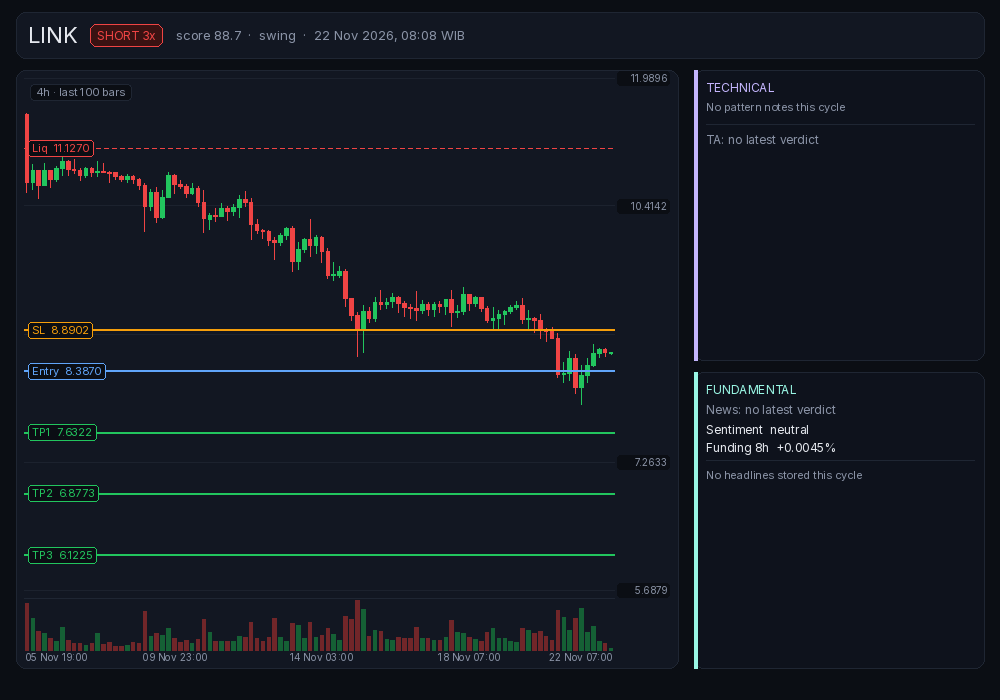 LINK SHORT 3x score 88.7 · swing · 22 Nov 2026, 08:08 WIB
4h · last 100 bars
11.9896
Liq 11.1270
10.4142
SL 8.8902
Entry 8.3870
TP1 7.6322
7.2633
TP2 6.8773
TP3 6.1225
5.6879
05 Nov 19:00 09 Nov 23:00 14 Nov 03:00 18 Nov 07:00 22 Nov 07:00
TECHNICAL
No pattern notes this cycle
TA: no latest verdict
FUNDAMENTAL
News: no latest verdict
Sentiment neutral
Funding 8h +0.0045%
No headlines stored this cycle